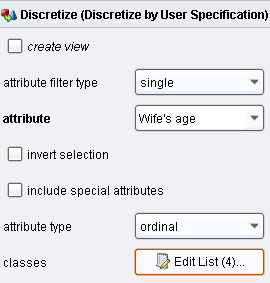 Discretize (Discretize by User Specification)
create view
attribute filter type single
attribute Wife's age
invert selection
include special attributes
attribute type ordinal
classes Edit List (4)...